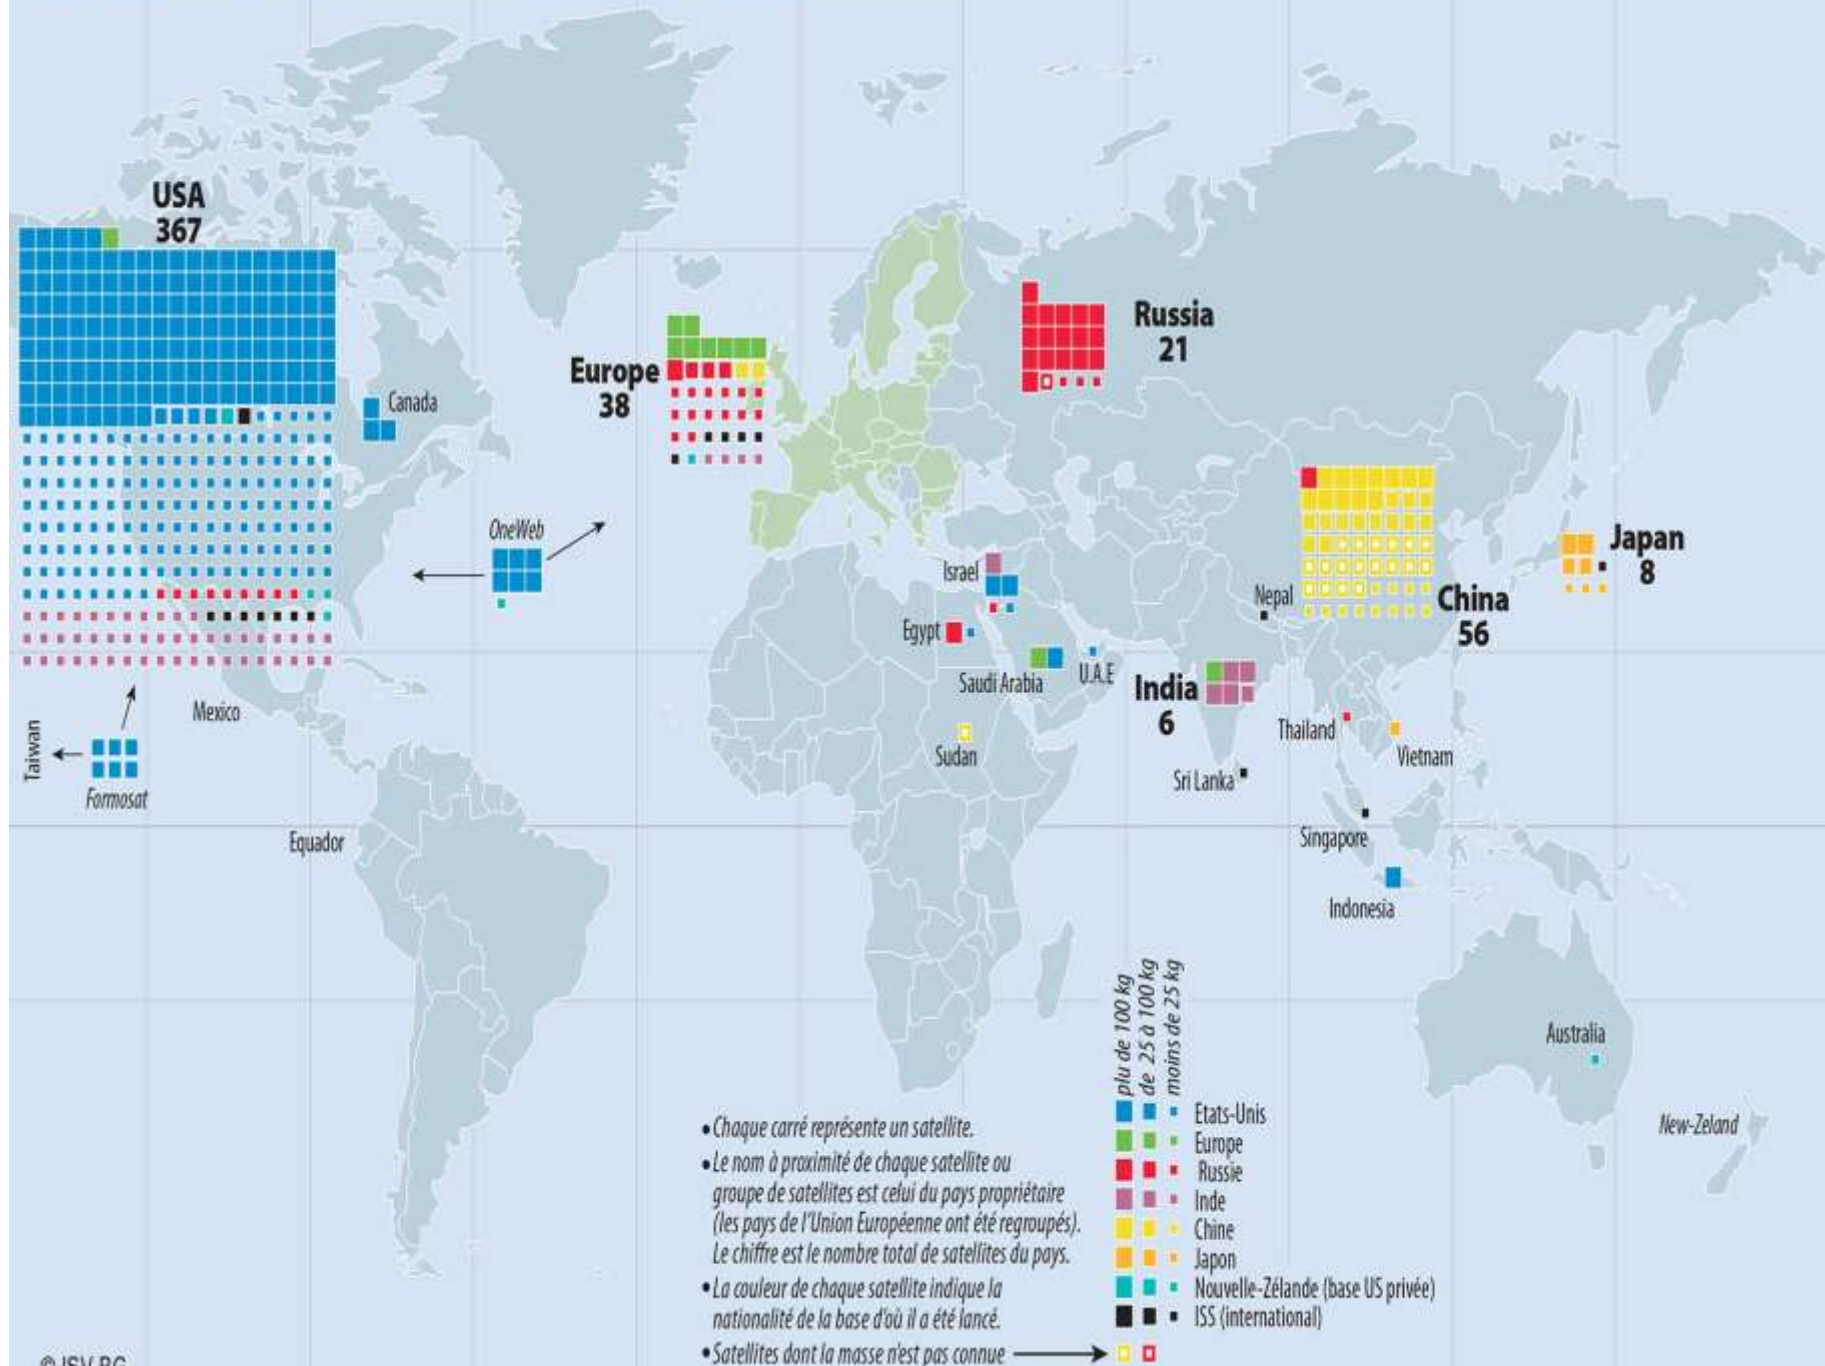 USA
367
Canada
Europe
38
Russia
21
OneWeb
Israel
Egypt
Saudi Arabia
U.A.E
Sudan
India
6
Nepal
China
56
Japan
8
Thailand
Vietnam
Sri Lanka
Singapore
Indonesia
Mexico
Taiwan
Formosat
Equador
Australia
New-Zeland
• Chaque carré représente un satellite.
• Le nom à proximité de chaque satellite ou
groupe de satellites est celui du pays propriétaire
(les pays de l'Union Européenne ont été regroupés).
Le chiffre est le nombre total de satellites du pays.
• La couleur de chaque satellite indique la
nationalité de la base d'où il a été lancé.
• Satellites dont la masse n'est pas connue
plu de 100 kg
de 25 à 100 kg
moins de 25 kg
Etats-Unis
Europe
Russie
Inde
Chine
Japon
Nouvelle-Zélande (base US privée)
ISS (international)